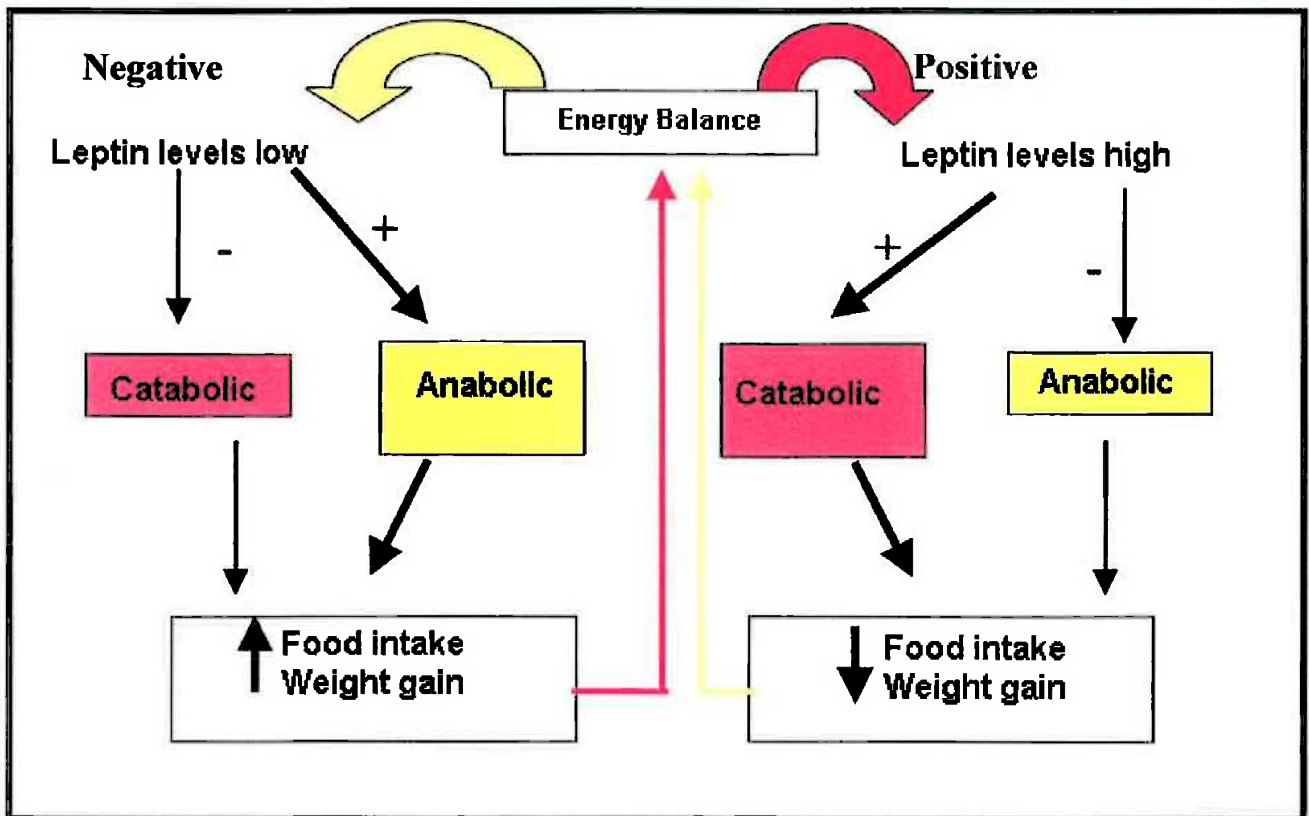 Negative
Positive
Energy Balance
Leptin levels low
Leptin levels high
-
+
+
-
Catabolic
Anabolic
Catabolic
Anabolic
Food intake
Weight gain
Food intake
Weight gain